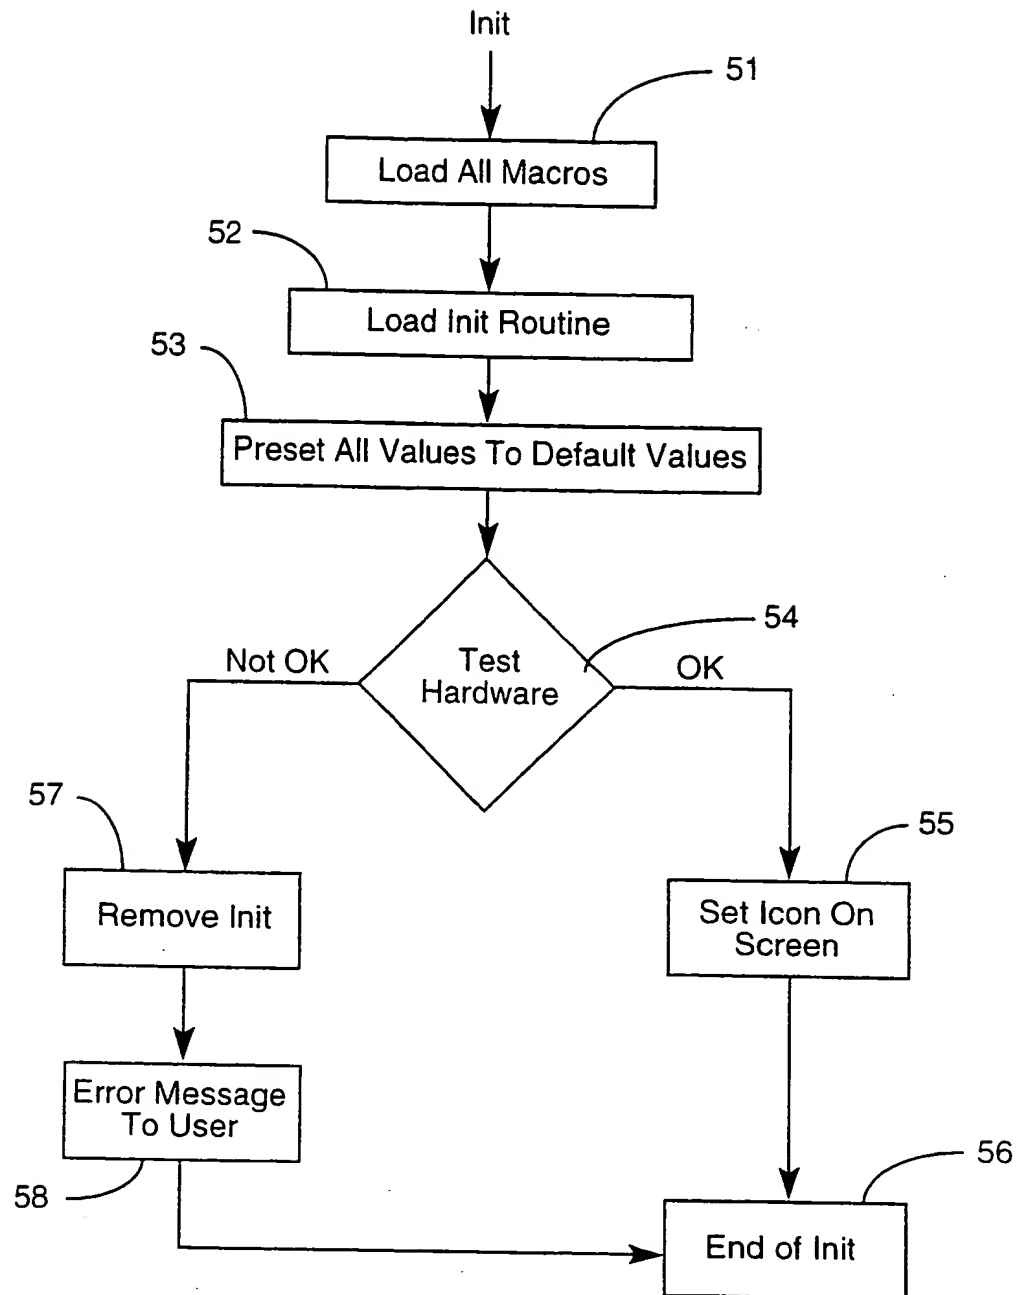 Init
51
Load All Macros
52
Load Init Routine
53
Preset All Values To Default Values
54
Test
Hardware
Not OK
OK
57
55
Remove Init
Set Icon On
Screen
Error Message
To User
58
56
End of Init